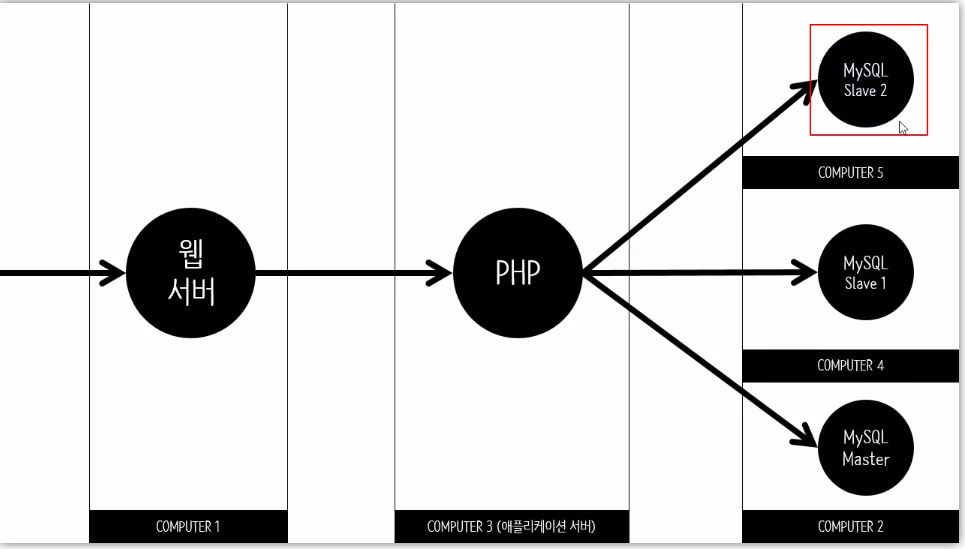 웹
서버
COMPUTER 1
PHP
COMPUTER 3 (애플리케이션 서버)
MySQL
Slave 2
COMPUTER 5
MySQL
Slave 1
COMPUTER 4
MySQL
Master
COMPUTER 2